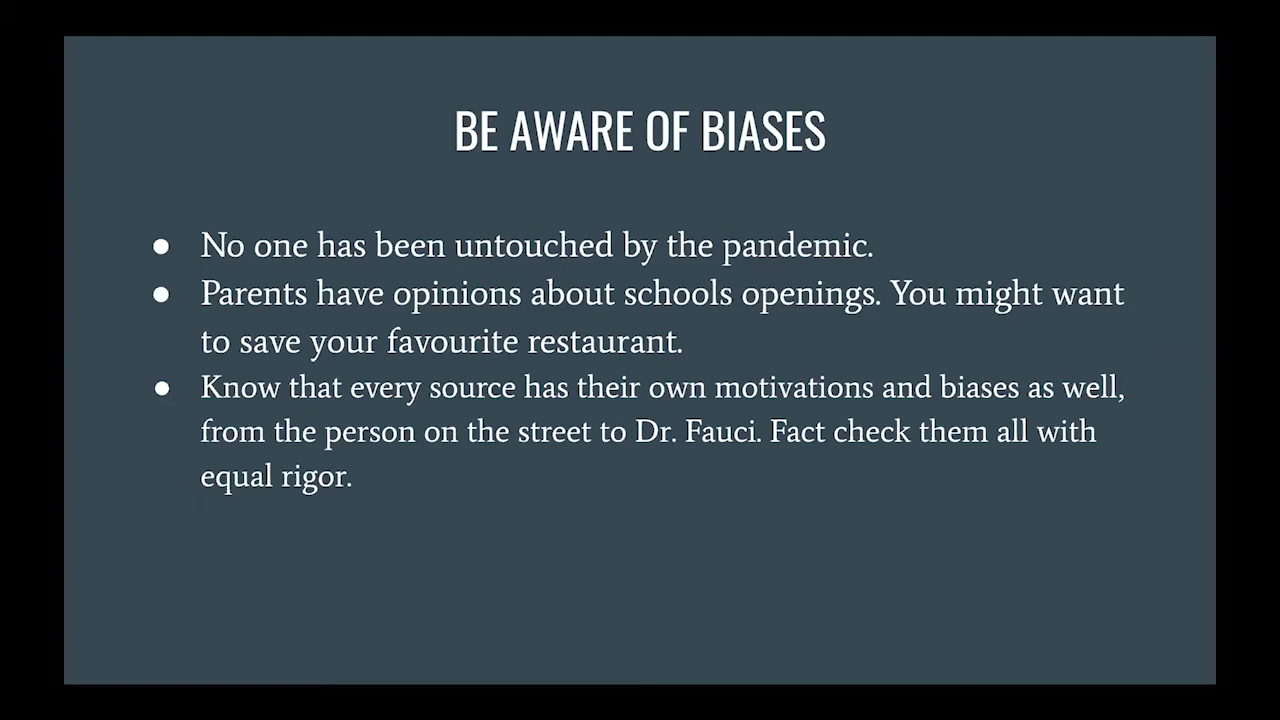 BE AWARE OF BIASES
● No one has been untouched by the pandemic.
● Parents have opinions about schools openings. You might want
to save your favourite restaurant.
● Know that every source has their own motivations and biases as well,
from the person on the street to Dr. Fauci. Fact check them all with
equal rigor.